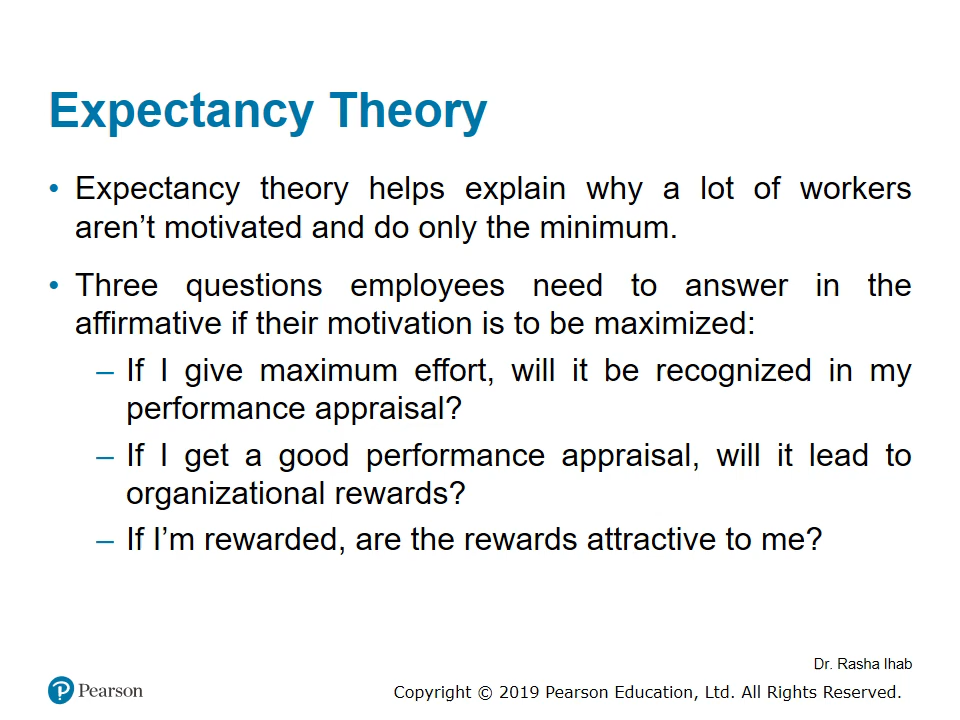 Expectancy Theory
• Expectancy theory helps explain why a lot of workers
aren’t motivated and do only the minimum.
• Three questions employees need to answer in the
affirmative if their motivation is to be maximized:
– If I give maximum effort, will it be recognized in my
performance appraisal?
– If I get a good performance appraisal, will it lead to
organizational rewards?
– If I’m rewarded, are the rewards attractive to me?
Dr. Rasha Ihab
Pearson
Copyright © 2019 Pearson Education, Ltd. All Rights Reserved.